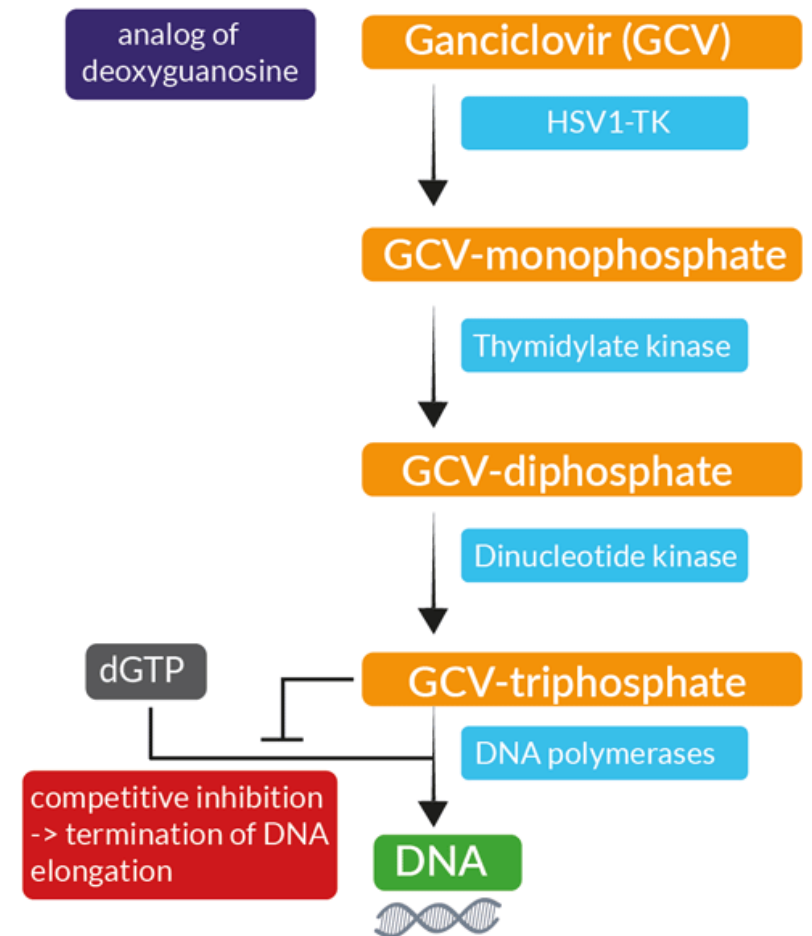 analog of
deoxyguanosine
Ganciclovir (GCV)
HSV1-TK
GCV-monophosphate
Thymidylate kinase
GCV-diphosphate
Dinucleotide kinase
dGTP
GCV-triphosphate
DNA polymerases
competitive inhibition
-> termination of DNA
elongation
DNA